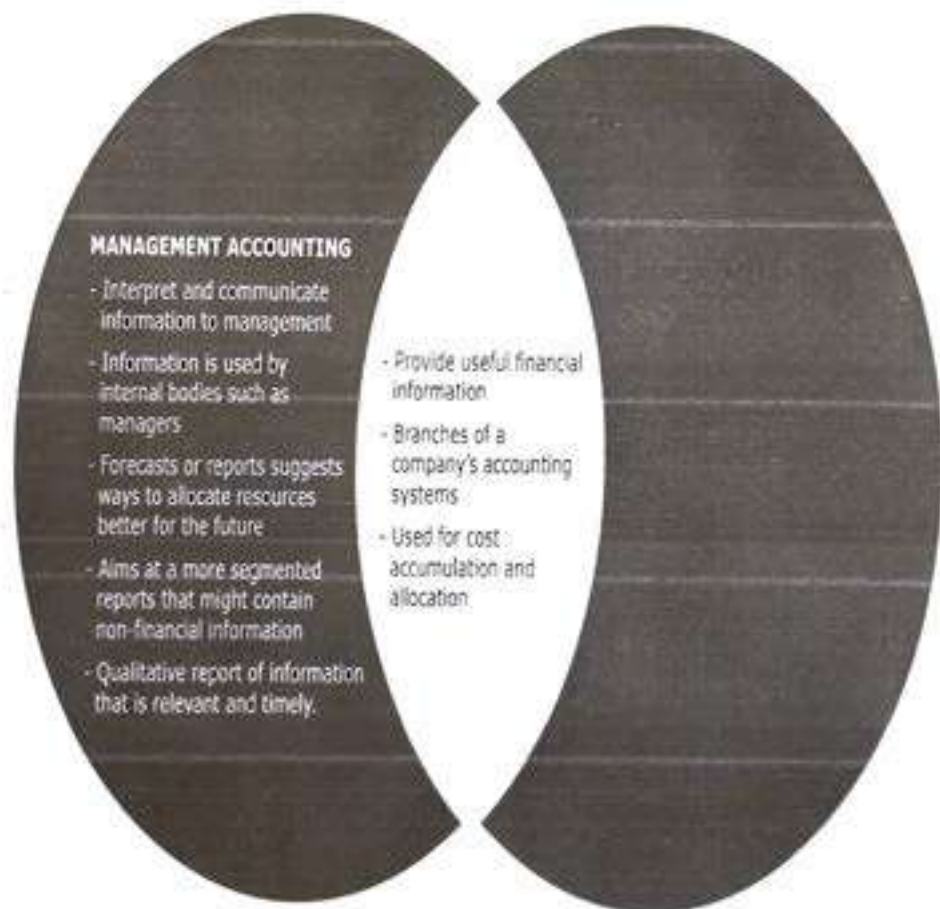 MANAGEMENT ACCOUNTING
- Interpret and communicate
information to management
- Information is used by
internal bodies such as
managers
- Forecasts or reports suggests
ways to allocate resources
better for the future
- Aims at a more segmented
reports that might contain
non-financial information
- Qualitative report of information
that is relevant and timely.
- Provide useful financial
information
- Branches of a
company's accounting
systems
- Used for cost
accumulation and
allocation